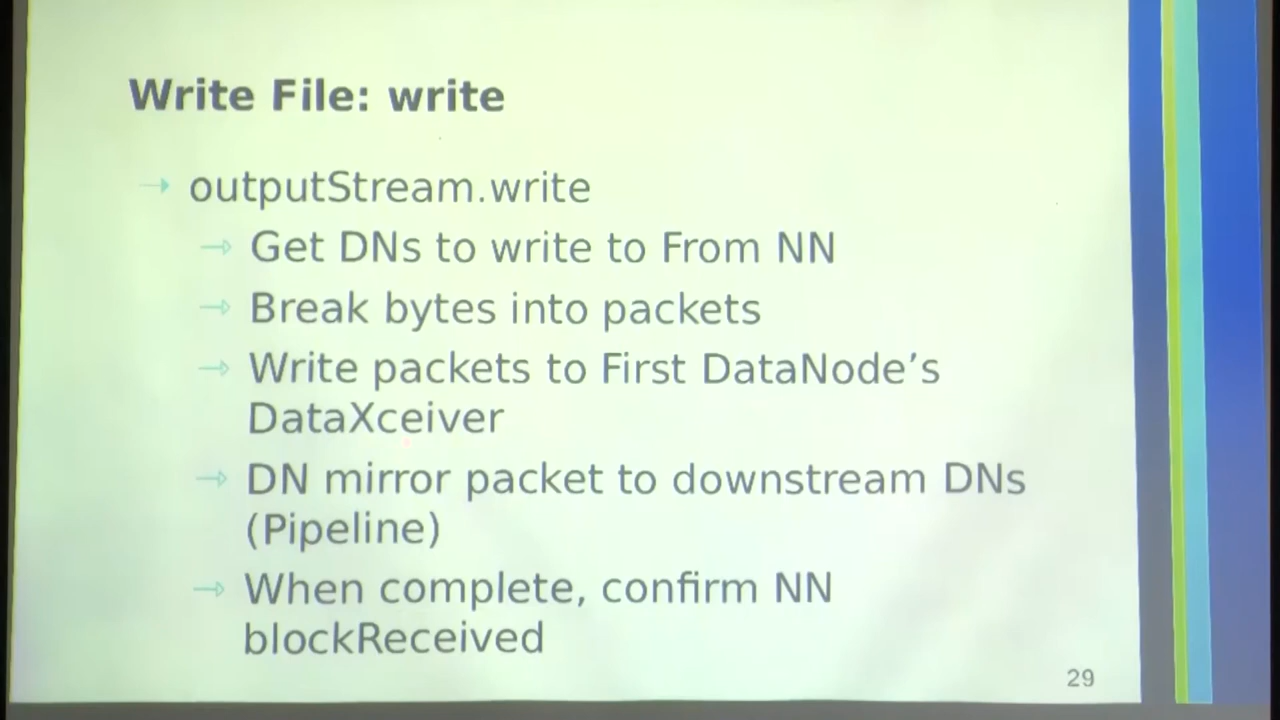 Write File: write
outputStream.write
Get DNs to write to From NN
Break bytes into packets
Write packets to First DataNode’s
DataXceiver
DN mirror packet to downstream DNs
(Pipeline)
When complete, confirm NN
blockReceived
29